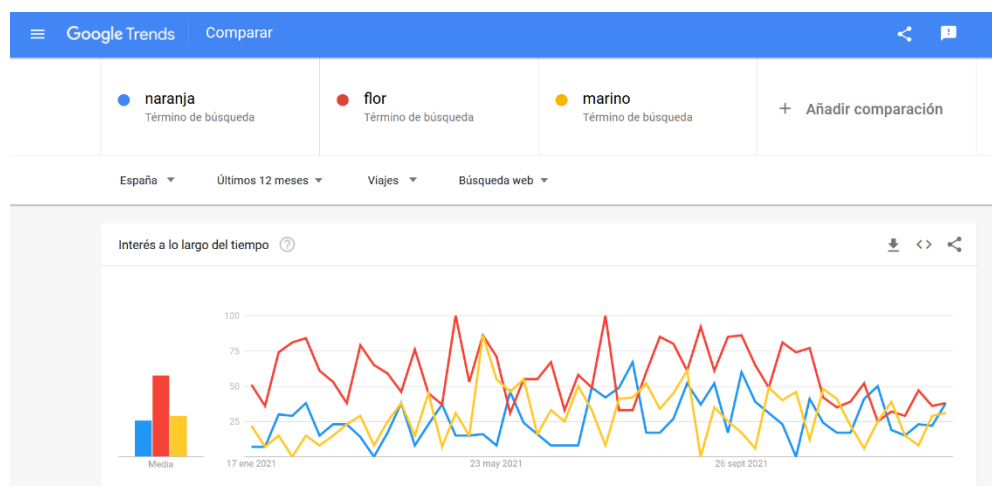 Google Trends Comparar
naranja
Término de búsqueda
flor
Término de búsqueda
marino
Término de búsqueda
+ Añadir comparación
España Últimos 12 meses Viajes Búsqueda web
Interés a lo largo del tiempo ?
100
75
50
25
Media
17 ene 2021 23 may 2021 26 sept 2021